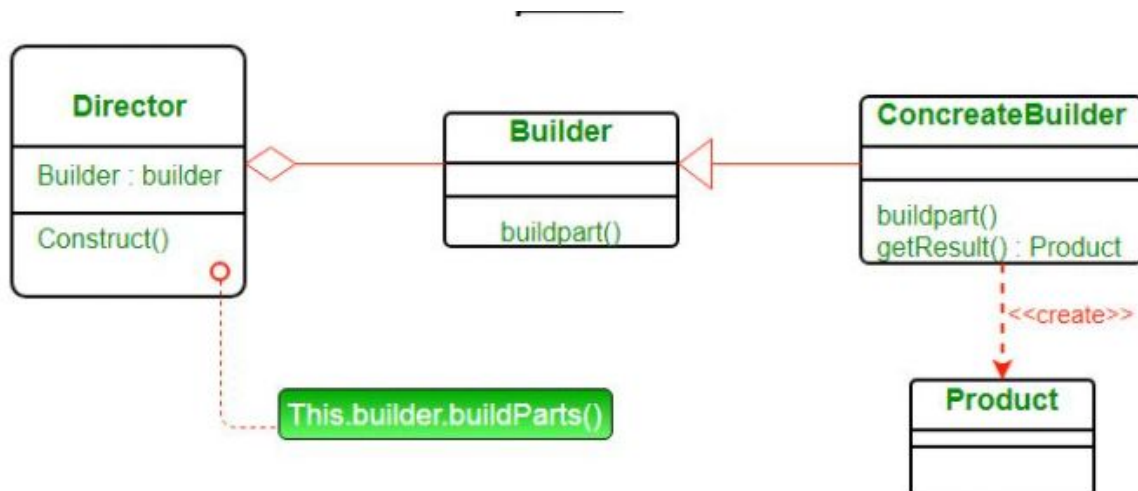 Director
Builder : builder
Construct()
Builder
buildpart()
ConcreateBuilder
buildpart()
getResult() : Product
<<create>>
Product
This.builder.buildParts()